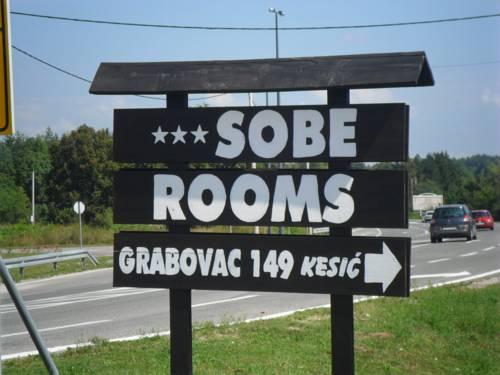 *** SOBE
ROOMS
GRABOVAC 149 KESIĆ